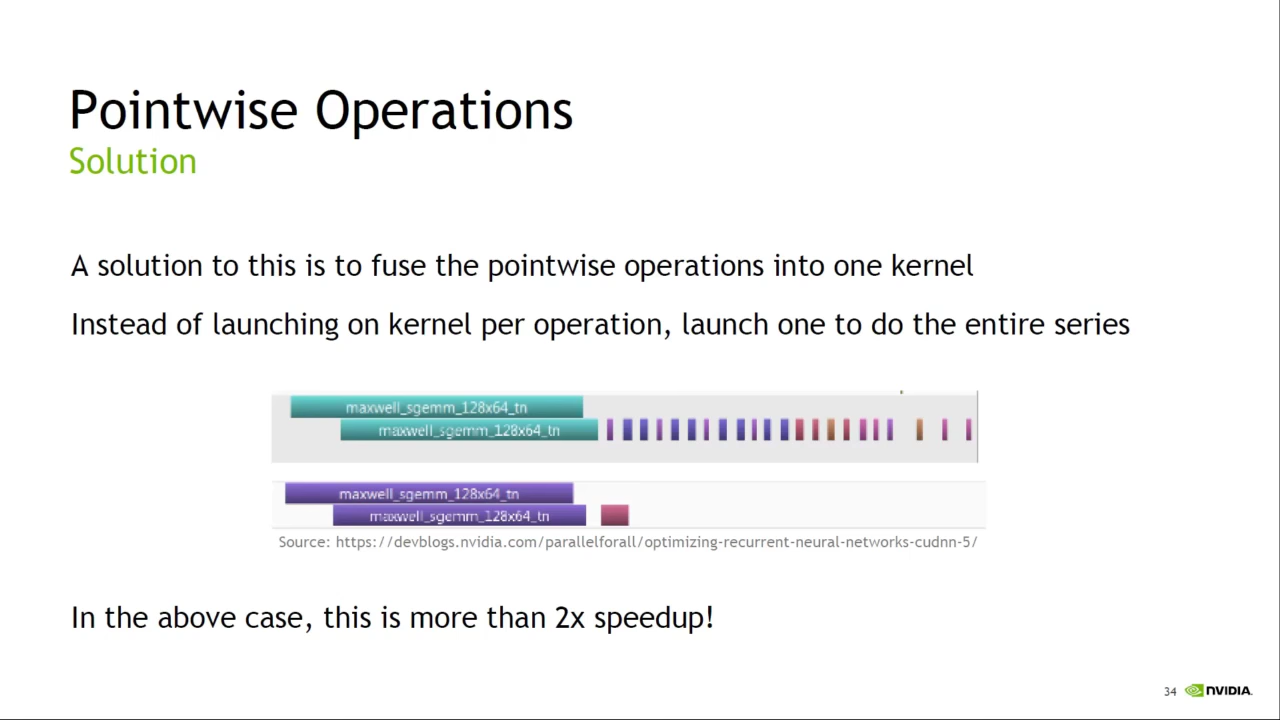 Pointwise Operations
Solution
A solution to this is to fuse the pointwise operations into one kernel
Instead of launching on kernel per operation, launch one to do the entire series
maxwell_sgemm_128x64_tn
maxwell_sgemm_128x64_tn
maxwell_sgemm_128x64_tn
maxwell_sgemm_128x64_tn
Source: https://devblogs.nvidia.com/parallelforall/optimizing-recurrent-neural-networks-cudnn-5/
In the above case, this is more than 2x speedup!
34 NVIDIA.